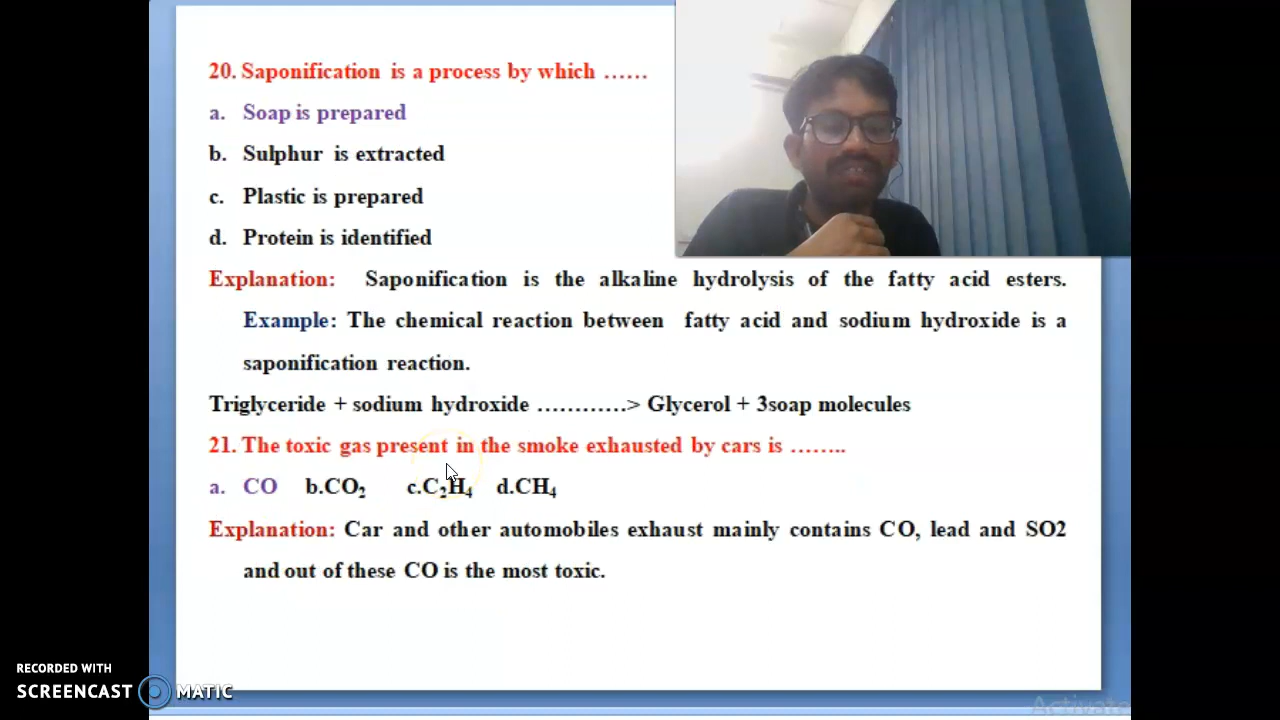 20. Saponification is a process by which ......
a. Soap is prepared
b. Sulphur is extracted
c. Plastic is prepared
d. Protein is identified
Explanation: Saponification is the alkaline hydrolysis of the fatty acid esters.
Example: The chemical reaction between fatty acid and sodium hydroxide is a
saponification reaction.
Triglyceride + sodium hydroxide …………> Glycerol + 3soap molecules
21. The toxic gas present in the smoke exhausted by cars is ……..
a. CO b.CO₂ c.C₂H₄ d.CH₄
Explanation: Car and other automobiles exhaust mainly contains CO, lead and SO2
and out of these CO is the most toxic.
RECORDED WITH
SCREENCAST MATIC
Activate